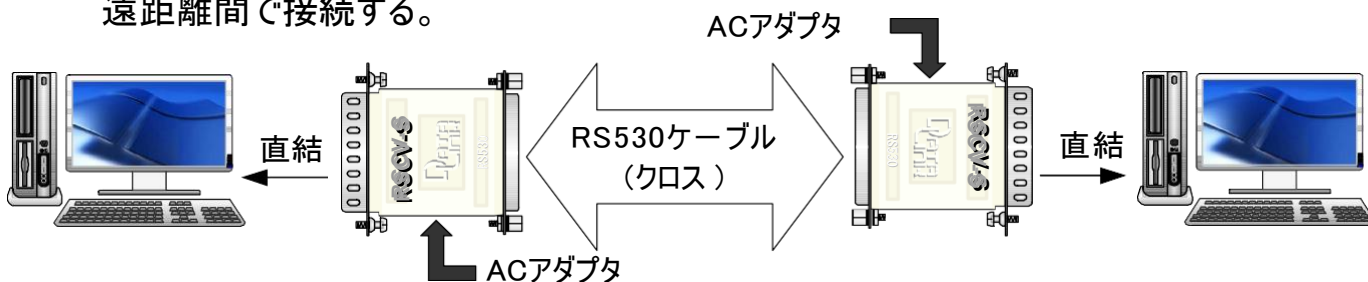 遠距離間で接続する。
ACアダプタ
直結
RSCV-S
RS530
RS530ケーブル
(クロス )
RS530
RSCV-S
直結
ACアダプタ